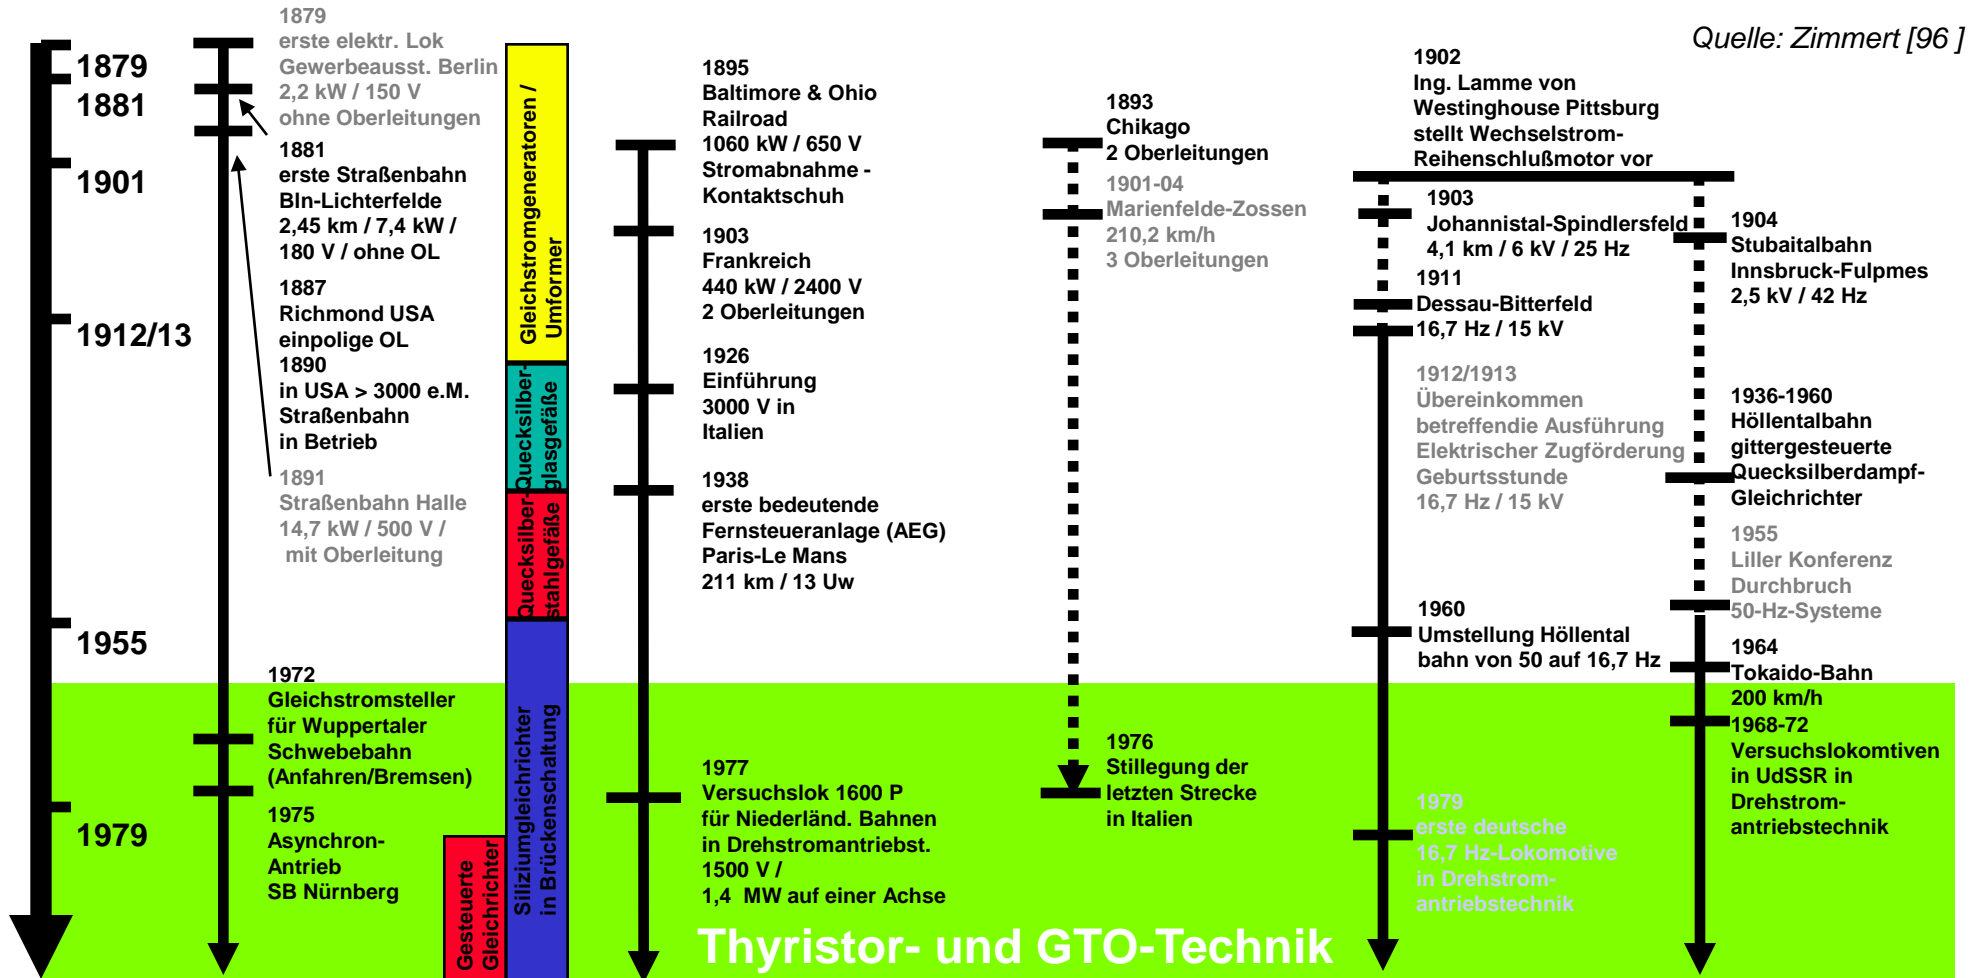 Quelle: Zimmert [96 ]
1879
1881
1901
1912/13
1955
1979
1879
erste elektr. Lok
Gewerbeausst. Berlin
2,2 kW / 150 V
ohne Oberleitungen
1881
erste Straßenbahn
Bln-Lichterfelde
2,45 km / 7,4 kW /
180 V / ohne OL
1887
Richmond USA
einpolige OL
1890
in USA > 3000 e.M.
Straßenbahn
in Betrieb
1891
Straßenbahn Halle
14,7 kW / 500 V /
mit Oberleitung
1972
Gleichstromsteller
für Wuppertaler
Schwebebahn
(Anfahren/Bremsen)
1975
Asynchron-
Antrieb
SB Nürnberg
Gleichstromgeneratoren /
Umformer
Quecksilber-
glasgefäße
Quecksilber-
stahlgefäße
Siliziumgleichrichter
in Brückenschaltung
Gesteuerte
Gleichrichter
1895
Baltimore & Ohio
Railroad
1060 kW / 650 V
Stromabnahme -
Kontaktschuh
1903
Frankreich
440 kW / 2400 V
2 Oberleitungen
1926
Einführung
3000 V in
Italien
1938
erste bedeutende
Fernsteueranlage (AEG)
Paris-Le Mans
211 km / 13 Uw
1977
Versuchslok 1600 P
für Niederländ. Bahnen
in Drehstromantriebst.
1500 V /
1,4 MW auf einer Achse
1893
Chikago
2 Oberleitungen
1901-04
Marienfelde-Zossen
210,2 km/h
3 Oberleitungen
1976
Stillegung der
letzten Strecke
in Italien
1902
Ing. Lamme von
Westinghouse Pittsburg
stellt Wechselstrom-
Reihenschlußmotor vor
1903
Johannistal-Spindlersfeld
4,1 km / 6 kV / 25 Hz
1911
Dessau-Bitterfeld
16,7 Hz / 15 kV
1912/1913
Übereinkommen
betreffendie Ausführung
Elektrischer Zugförderung
Geburtsstunde
16,7 Hz / 15 kV
1960
Umstellung Höllental
bahn von 50 auf 16,7 Hz
1979
erste deutsche
16,7 Hz-Lokomotive
in Drehstrom-
antriebstechnik
1904
Stubaitalbahn
Innsbruck-Fulpmes
2,5 kV / 42 Hz
1936-1960
Höllentalbahn
gittergesteuerte
Quecksilberdampf-
Gleichrichter
1955
Liller Konferenz
Durchbruch
50-Hz-Systeme
1964
Tokaido-Bahn
200 km/h
1968-72
Versuchslokomtiven
in UdSSR in
Drehstrom-
antriebstechnik
Thyristor- und GTO-Technik